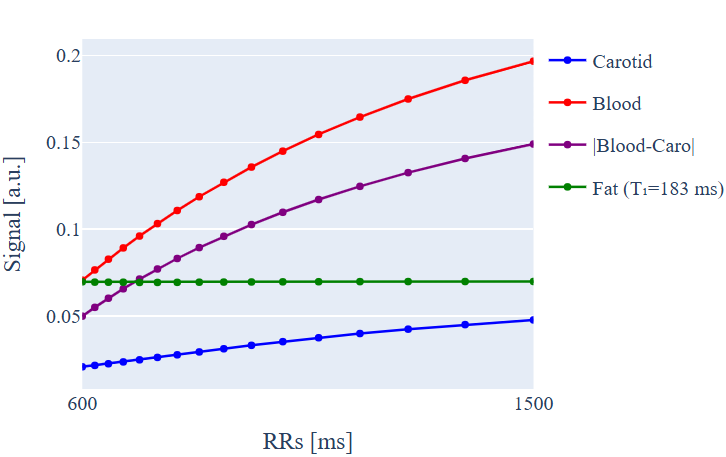 0.2
0.15
0.1
0.05
Signal [a.u.]
600
1500
RRs [ms]
Carotid
Blood
|Blood-Caro|
Fat (T₁=183 ms)